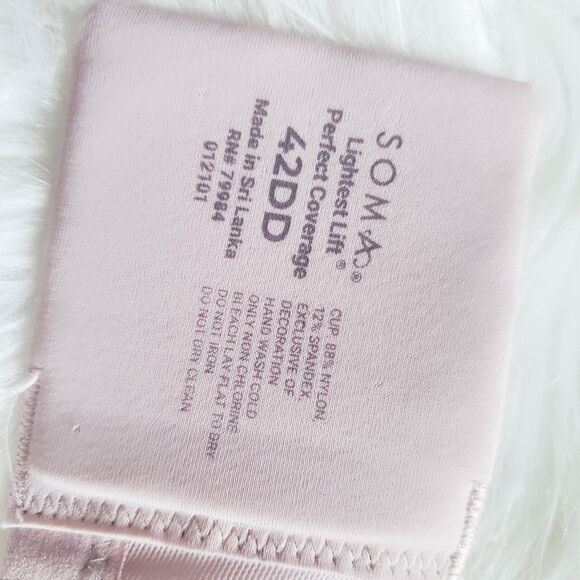 SOMA®
Lightest Lift®
Perfect Coverage
42DD
Made in Sri Lanka
RN# 79984
012101
CUP: 88% NYLON,
12% SPANDEX,
EXCLUSIVE OF
DECORATION
HAND WASH COLD
ONLY NON CHLORINE
BLEACH LAY FLAT TO DRY
DO NOT IRON
DO NOT DRY CLEAN